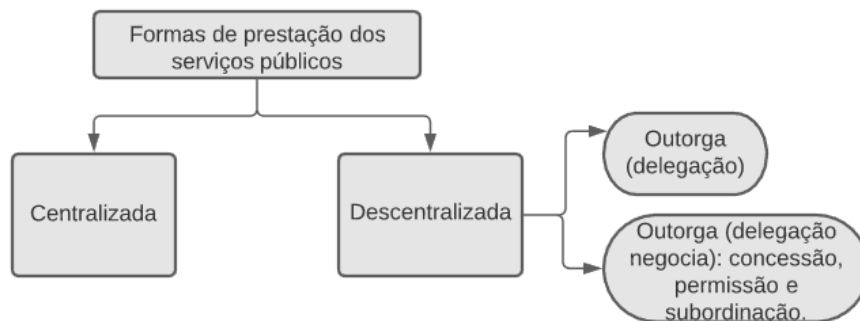 Formas de prestação dos
serviços públicos
Centralizada
Descentralizada
Outorga
(delegação)
Outorga (delegação
negocia): concessão,
permissão e
subordinação.